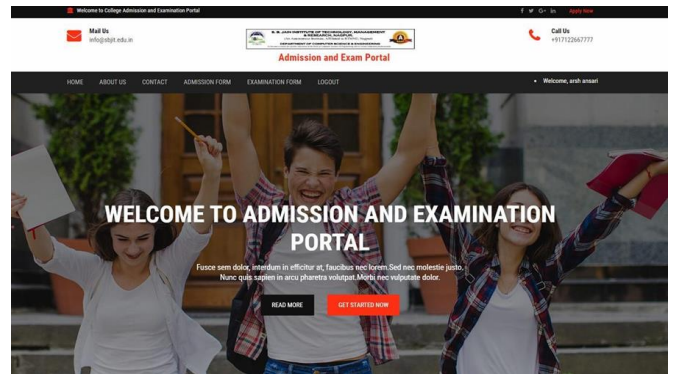 Welcome to College Admission and Examination Portal
Apply Now
Mail Us
info@sbjit.edu.in
S. B. JAIN INSTITUTE OF TECHNOLOGY, MANAGEMENT
& RESEARCH, NAGPUR.
DEPARTMENT OF COMPUTER SCIENCE & ENGINEERING
Admission and Exam Portal
Call Us
+917122667777
HOME ABOUT US CONTACT ADMISSION FORM EXAMINATION FORM LOGOUT
Welcome, arsh ansari
WELCOME TO ADMISSION AND EXAMINATION
PORTAL
Fusce sem dolor, interdum in efficitur at, faucibus nec lorem.Sed nec molestie justo.
Nunc quis sapien in arcu pharetra volutpat.Morbi nec vulputate dolor.
READ MORE
GET STARTED NOW